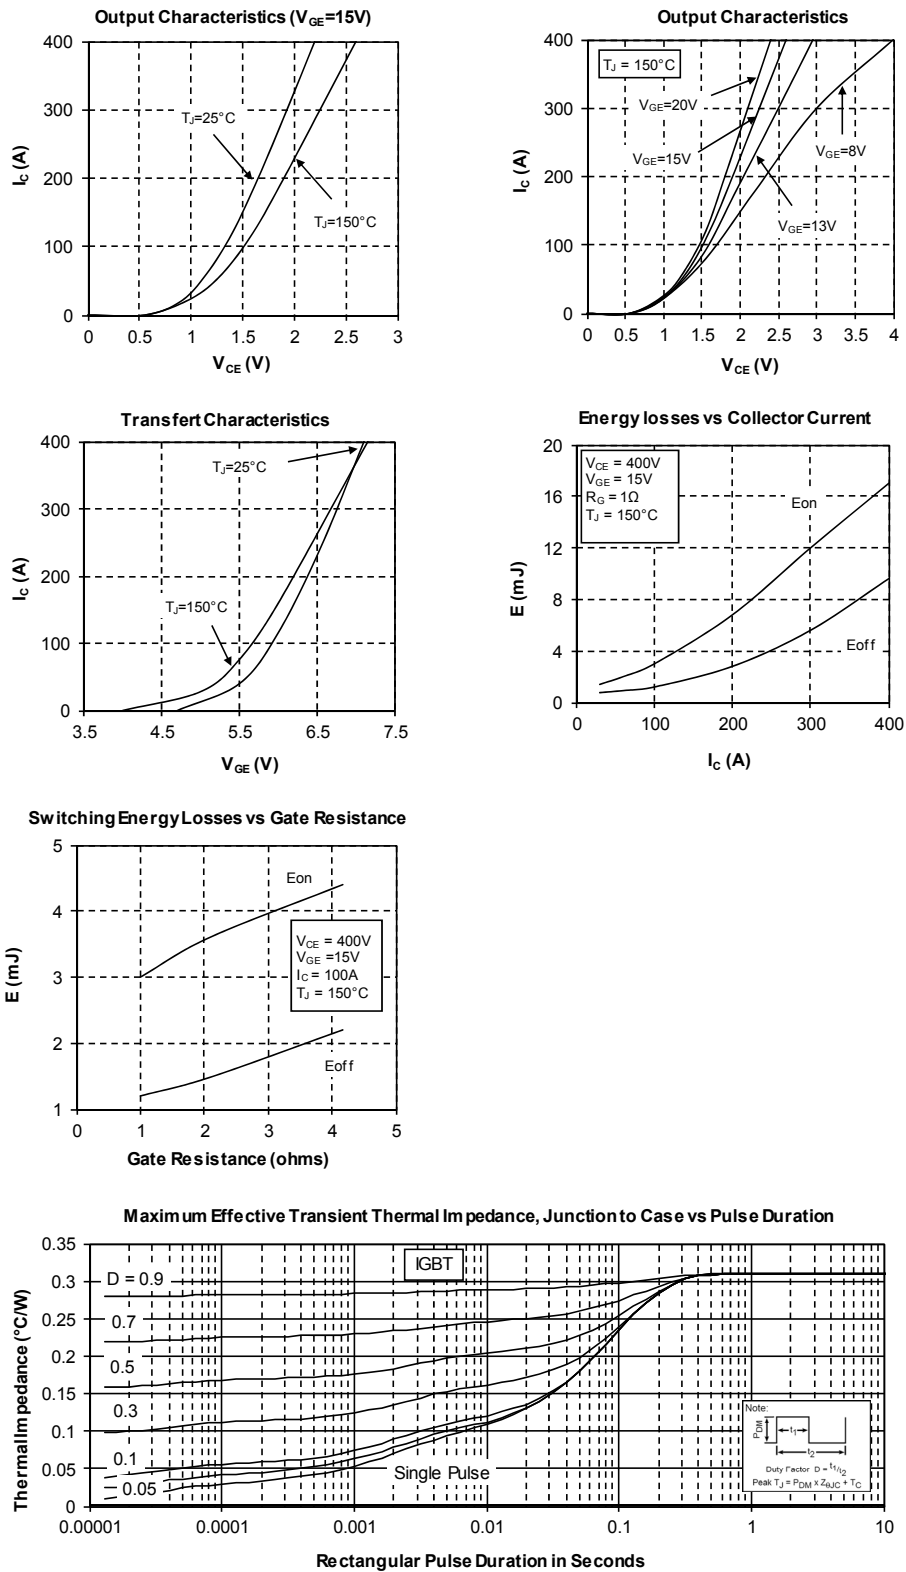 Output Characteristics (VGE=15V)
400
300
200
100
0
IC (A)
TJ=25°C
TJ=150°C
0 0.5 1 1.5 2 2.5 3
VCE (V)
Output Characteristics
400
300
200
100
0
IC (A)
TJ = 150°C
VGE=20V
VGE=15V
VGE=8V
VGE=13V
0 0.5 1 1.5 2 2.5 3 3.5 4
VCE (V)
Transfert Characteristics
400
300
200
100
0
IC (A)
TJ=25°C
TJ=150°C
3.5 4.5 5.5 6.5 7.5
VGE (V)
Energy losses vs Collector Current
20
16
12
8
4
0
E (mJ)
VCE = 400V
VGE = 15V
RG = 1Ω
TJ = 150°C
Eon
Eoff
0 100 200 300 400
IC (A)
Switching Energy Losses vs Gate Resistance
5
4
3
2
1
E (mJ)
Eon
VCE = 400V
VGE =15V
IC = 100A
TJ = 150°C
Eoff
0 1 2 3 4 5
Gate Resistance (ohms)
Maximum Effective Transient Thermal Impedance, Junction to Case vs Pulse Duration
0.35
0.3
0.25
0.2
0.15
0.1
0.05
0
Thermal Impedance (°C/W)
IGBT
D = 0.9
0.7
0.5
0.3
0.1
0.05
Single Pulse
Note:
PDM
t1
t2
Duty Factor D = t1/t2
Peak TJ = PDM x ZθJC + TC
0.00001 0.0001 0.001 0.01 0.1 1 10
Rectangular Pulse Duration in Seconds